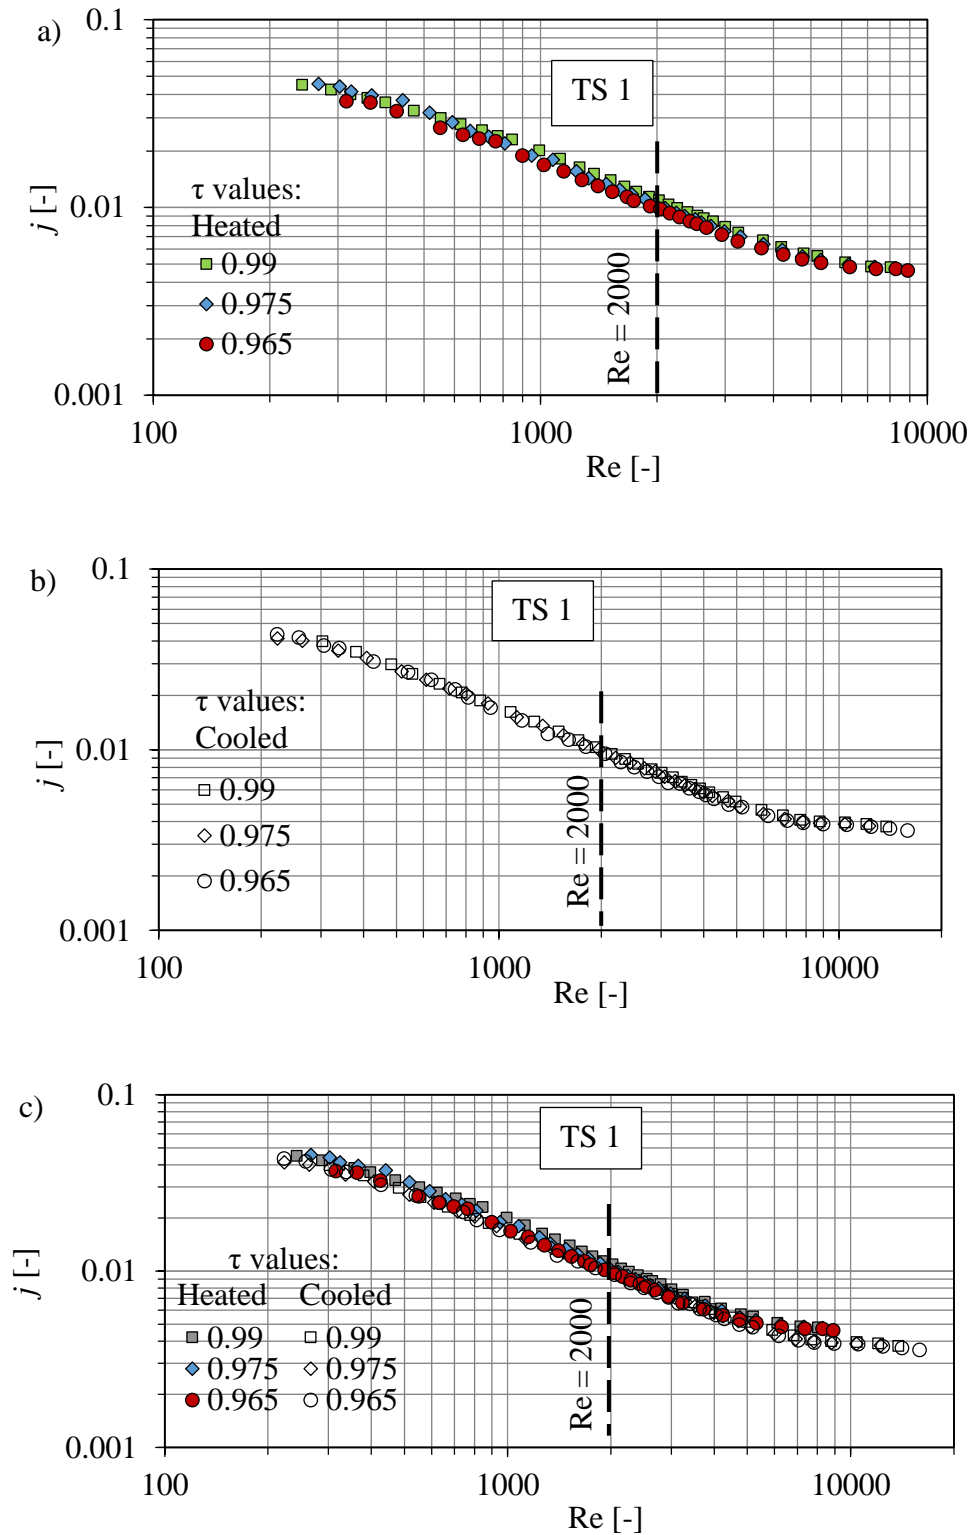 a)
0.1
TS 1
τ values:
Heated
0.99
0.975
0.965
0.01
j [-]
Re = 2000
0.001
100
1000
10000
Re [-]
b)
0.1
TS 1
τ values:
Cooled
0.99
0.975
0.965
0.01
j [-]
Re = 2000
0.001
100
1000
10000
Re [-]
c)
0.1
TS 1
0.01
j [-]
τ values:
Heated Cooled
0.99 0.99
0.975 0.975
0.965 0.965
Re = 2000
0.001
100
1000
10000
Re [-]